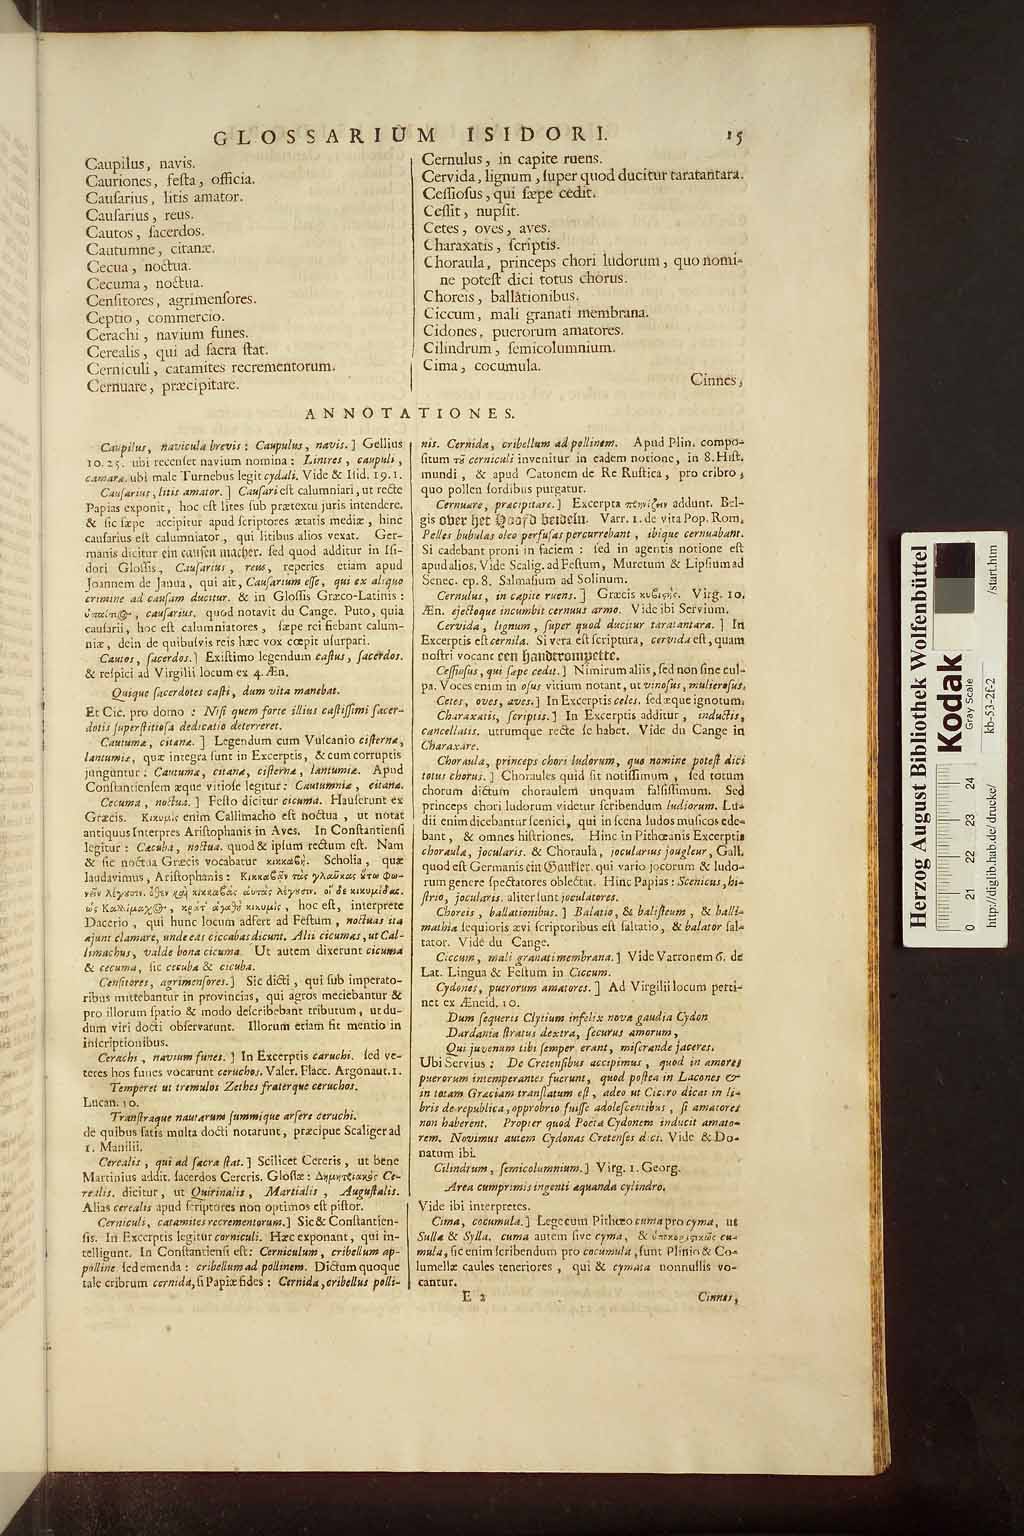 GLOSSARIUM ISIDORI. 15
Caupilus, navis.
Cauriones, feſta, officia.
Cauſarius, litis amator.
Cauſarius, reus.
Cautos, ſacerdos.
Cautumne, citanæ.
Cecua, noctua.
Cecuma, noctua.
Cenſitores, agrimenſores.
Ceptio, commercio.
Cerachi, navium funes.
Cerealis, qui ad ſacra ſtat.
Cerniculi, catamites recrementorum.
Cernuare, præcipitare.
Cernulus, in capite ruens.
Cervida, lignum, ſuper quod ducitur taratantara.
Ceſſioſus, qui ſæpe cedit.
Ceſſit, nupſit.
Cetes, oves, aves.
Charaxatis, ſcriptis.
Choraula, princeps chori ludorum, quo nomi-
ne poteſt dici totus chorus.
Choreis, ballationibus.
Ciccum, mali granati membrana.
Cidones, puerorum amatores.
Cilindrum, ſemicolumnium.
Cima, cocumula.
Cinnes,
ANNOTATIONES.
Caupilus, navicula brevis: Caupulus, navis.] Gellius
10. 25. ubi recenſet navium nomina: Lintres, caupuli,
camaræ. ubi male Turnebus legit cydali. Vide & Iſid. 19. 1.
Cauſarius, litis amator.] Cauſari eſt calumniari, ut recte
Papias exponit, hoc eſt lites ſub prætextu juris intendere.
& ſic ſæpe accipitur apud ſcriptores ætatis mediæ, hinc
cauſarius eſt calumniator, qui litibus alios vexat. Ger-
manis dicitur ein cauſen macher. ſed quod additur in Iſi-
dori Gloſſis, Cauſarius, reus, reperies etiam apud
Joannem de Janua, qui ait, Cauſarium eſſe, qui ex aliquo
crimine ad cauſam ducitur. & in Gloſſis Græco-Latinis:
cauſarius. quod notavit du Cange. Puto, quia
cauſarii, hoc eſt calumniatores, ſæpe rei fiebant calum-
niæ, dein de quibuſvis reis hæc vox cœpit uſurpari.
Cautos, ſacerdos.] Exiſtimo legendum caſtus, ſacerdos.
& reſpici ad Virgilii locum ex 4. Æn.
Quique ſacerdotes caſti, dum vita manebat.
Et Cic. pro domo: Niſi quem forte illius caſtiſſimi ſacer-
dotis ſuperſtitioſa dedicatio deterreret.
Cautumæ, citanæ.] Legendum cum Vulcanio ciſterna,
lantumiæ, quæ integra ſunt in Excerptis, & cum corruptis
junguntur: Cautuma, citana, ciſterna, lantumiæ. Apud
Conſtantienſem æque vitioſe legitur: Cautumniæ, citanæ.
Cecuma, noctua.] Feſto dicitur cicuma. Hauſerunt ex
Græcis. Κικυμὶς enim Callimacho eſt noctua, ut notat
antiquus Interpres Ariſtophanis in Aves. In Conſtantienſi
legitur: Cacuba, noctua. quod & ipſum rectum eſt. Nam
& ſic noctua Græcis vocabatur κικκαβή. Scholia, quæ
laudavimus, Ariſtophanis: Κικκαβᾶν τὰς γλαῦκας οὕτω φω-
νεῖν λέγουσιν. ὅθεν καὶ κικκάβας αὐτὰς λέγουσιν. οἱ δὲ κικυμίδας.
ὡς Καλλίμαχος, κικυμὶς, hoc eſt, interprete
Dacerio, qui hunc locum adfert ad Feſtum, noctuas ita
ajunt clamare, unde eas ciccabas dicunt. Alii cicumas, ut Cal-
limachus, valde bona cicuma. Ut autem dixerunt cicuma
& cecuma, ſic cecuba & cicuba.
Cenſitores, agrimenſores.] Sic dicti, qui ſub imperato-
ribus mittebantur in provincias, qui agros metiebantur &
pro illorum ſpatio & modo deſcribebant tributum, ut du-
dum viri docti obſervarunt. Illorum etiam fit mentio in
inſcriptionibus.
Cerachi, navium funes.] In Excerptis caruchi. ſed ve-
teres hos funes vocarunt ceruchos. Valer. Flacc. Argonaut. 1.
Temperet ut tremulos Zethes fraterque ceruchos.
Lucan. 10.
Tranſtraque nautarum ſummique arſere ceruchi.
de quibus ſatis multa docti notarunt, præcipue Scaliger ad
1. Manilii.
Cerealis, qui ad ſacra ſtat.] Scilicet Cereris, ut bene
Martinius addit. ſacerdos Cereris. Gloſſæ: Δημητριακὸς Ce-
realis. dicitur, ut Quirinalis, Martialis, Auguſtalis.
Alias cerealis apud ſcriptores non optimos eſt piſtor.
Cerniculi, catamites recrementorum.] Sic & Conſtantien-
ſis. In Excerptis legitur corniculi. Hæc exponant, qui in-
telligunt. In Conſtantienſi eſt: Cerniculum, cribellum ap-
polline. ſed emenda: cribellum ad pollinem. Dictum quoque
tale cribrum cernida, ſi Papiæ fides: Cernida, cribellus polli-
nis. Cernida, cribellum ad pollinem. Apud Plin. compo-
ſitum τοῦ cerniculi invenitur in eadem notione, in 8. Hiſt.
mundi, & apud Catonem de Re Ruſtica, pro cribro,
quo pollen ſordibus purgatur.
Cernuare, præcipitare.] Excerpta addunt. Bel-
gis over het Hoofd buitelen. Varr. 1. de vita Pop. Rom.
Pelles bubulas oleo perfuſas percurrebant, ibique cernuabant.
Si cadebant proni in faciem: ſed in agentis notione eſt
apud alios. Vide Scalig. ad Feſtum, Muretum & Lipſium ad
Senec. ep. 8. Salmaſium ad Solinum.
Cernulus, in capite ruens.] Græcis Virg. 10.
Æn. ejectoque incumbit cernuus armo. Vide ibi Servium.
Cervida, lignum, ſuper quod ducitur taratantara.] In
Excerptis eſt cernila. Si vera eſt ſcriptura, cervida eſt, quam
noſtri vocant een handtrompette.
Ceſſioſus, qui ſæpe cedit.] Nimirum aliis, ſed non ſine cul-
pa. Voces enim in oſus vitium notant, ut vinoſus, mulieroſus.
Cetes, oves, aves.] In Excerptis celes. ſed æque ignotum.
Charaxatis, ſcriptis.] In Excerptis additur, inductis,
cancellatis. utrumque recte ſe habet. Vide du Cange in
Charaxare.
Choraula, princeps chori ludorum, quo nomine poteſt dici
totus chorus.] Choraules quid ſit notiſſimum, ſed totum
chorum dictum choraulem unquam falſiſſimum. Sed
princeps chori ludorum videtur ſcribendum ludiorum. Lu-
dii enim dicebantur ſcenici, qui in ſcena ludos muſicos ede-
bant, & omnes hiſtriones. Hinc in Pithœanis Excerptis
choraula, jocularis. & Choraula, jocularius jougleur, Gall.
quod eſt Germanis ein Gaukler. qui vario jocorum & ludo-
rum genere ſpectatores oblectat. Hinc Papias: Scenicus, hi-
ſtrio, jocularis. aliter lunt joculatores.
Choreis, ballationibus.] Balatio, & baliſteum, & balli-
mathia ſequioris ævi ſcriptoribus eſt ſaltatio, & balator ſal-
tator. Vide du Cange.
Ciccum, mali granati membrana.] Vide Varronem 6. de
Lat. Lingua & Feſtum in Ciccum.
Cydones, puerorum amatores.] Ad Virgilii locum perti-
net ex Æneid. 10.
Dum ſequeris Clytium infelix nova gaudia Cydon
Dardania ſtratus dextra, ſecurus amorum,
Qui juvenum tibi ſemper erant, miſerande jaceres.
Ubi Servius: De Cretenſibus accipimus, quod in amores
puerorum intemperantes fuerunt, quod poſtea in Lacones &
in totam Græciam tranſlatum eſt, adeo ut Cicero dicat in li-
bris de republica, opprobrio fuiſſe adoleſcentibus, ſi amatores
non haberent. Propter quod Poeta Cydonem inducit amato-
rem. Novimus autem Cydonas Cretenſes dici. Vide & Do-
natum ibi.
Cilindrum, ſemicolumnium.] Virg. 1. Georg.
Area cumprimis ingenti æquanda cylindro.
Vide ibi interpretes.
Cima, cocumula.] Lege cum Pithœo cuma pro cyma, ut
Sulla & Sylla. cuma autem ſive cyma, & ὑποκοριστικῶς cu-
mula, ſic enim ſcribendum pro cocumula, ſunt Plinio & Co-
lumellæ caules teneriores, qui & cymata nonnullis vo-
cantur.
E 2 Cinnes,
Herzog August Bibliothek Wolfenbüttel
Kodak
Gray Scale
kb-53-2f-2
http://diglib.hab.de/drucke/ /start.htm
0 21 22 23 24